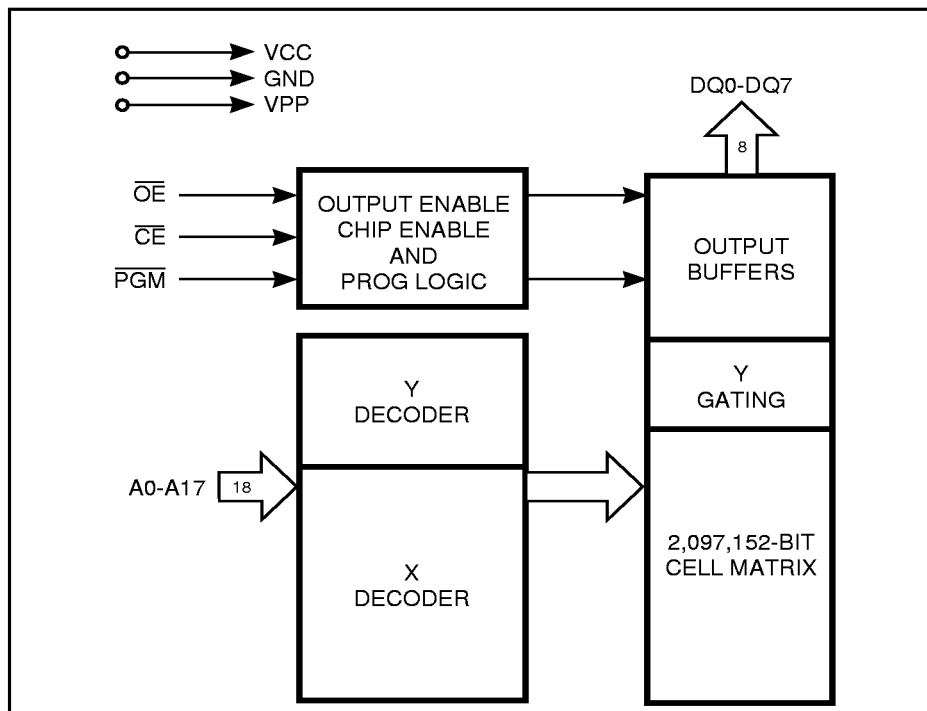 VCC
GND
VPP
DQ0-DQ7
8
OE
CE
PGM
OUTPUT ENABLE
CHIP ENABLE
AND
PROG LOGIC
OUTPUT
BUFFERS
Y
DECODER
Y
GATING
A0-A17
18
X
DECODER
2,097,152-BIT
CELL MATRIX